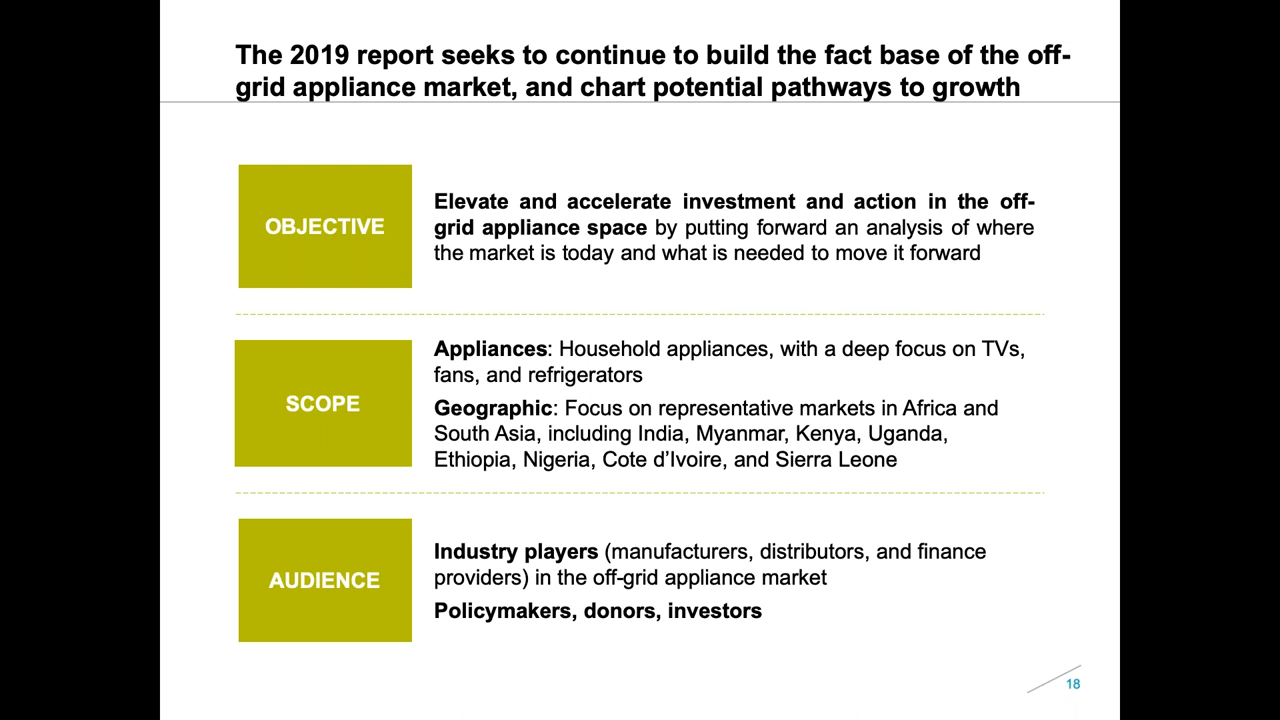 The 2019 report seeks to continue to build the fact base of the off-
grid appliance market, and chart potential pathways to growth
OBJECTIVE
Elevate and accelerate investment and action in the off-
grid appliance space by putting forward an analysis of where
the market is today and what is needed to move it forward
SCOPE
Appliances: Household appliances, with a deep focus on TVs,
fans, and refrigerators
Geographic: Focus on representative markets in Africa and
South Asia, including India, Myanmar, Kenya, Uganda,
Ethiopia, Nigeria, Cote d’Ivoire, and Sierra Leone
AUDIENCE
Industry players (manufacturers, distributors, and finance
providers) in the off-grid appliance market
Policymakers, donors, investors
18